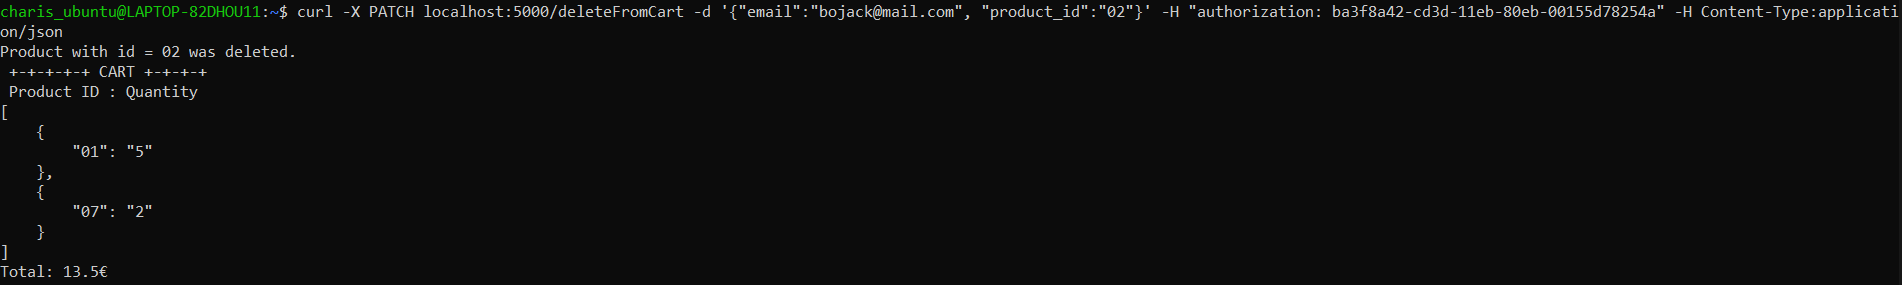 charis_ubuntu@LAPTOP-82DHOU11:~$ curl -X PATCH localhost:5000/deleteFromCart -d '{"email":"bojack@mail.com", "product_id":"02"}' -H "authorization: ba3f8a42-cd3d-11eb-80eb-00155d78254a" -H Content-Type:applicati
on/json
Product with id = 02 was deleted.
 +-+-+-+-+ CART +-+-+-+
 Product ID : Quantity
[
    {
        "01": "5"
    },
    {
        "07": "2"
    }
]
Total: 13.5€